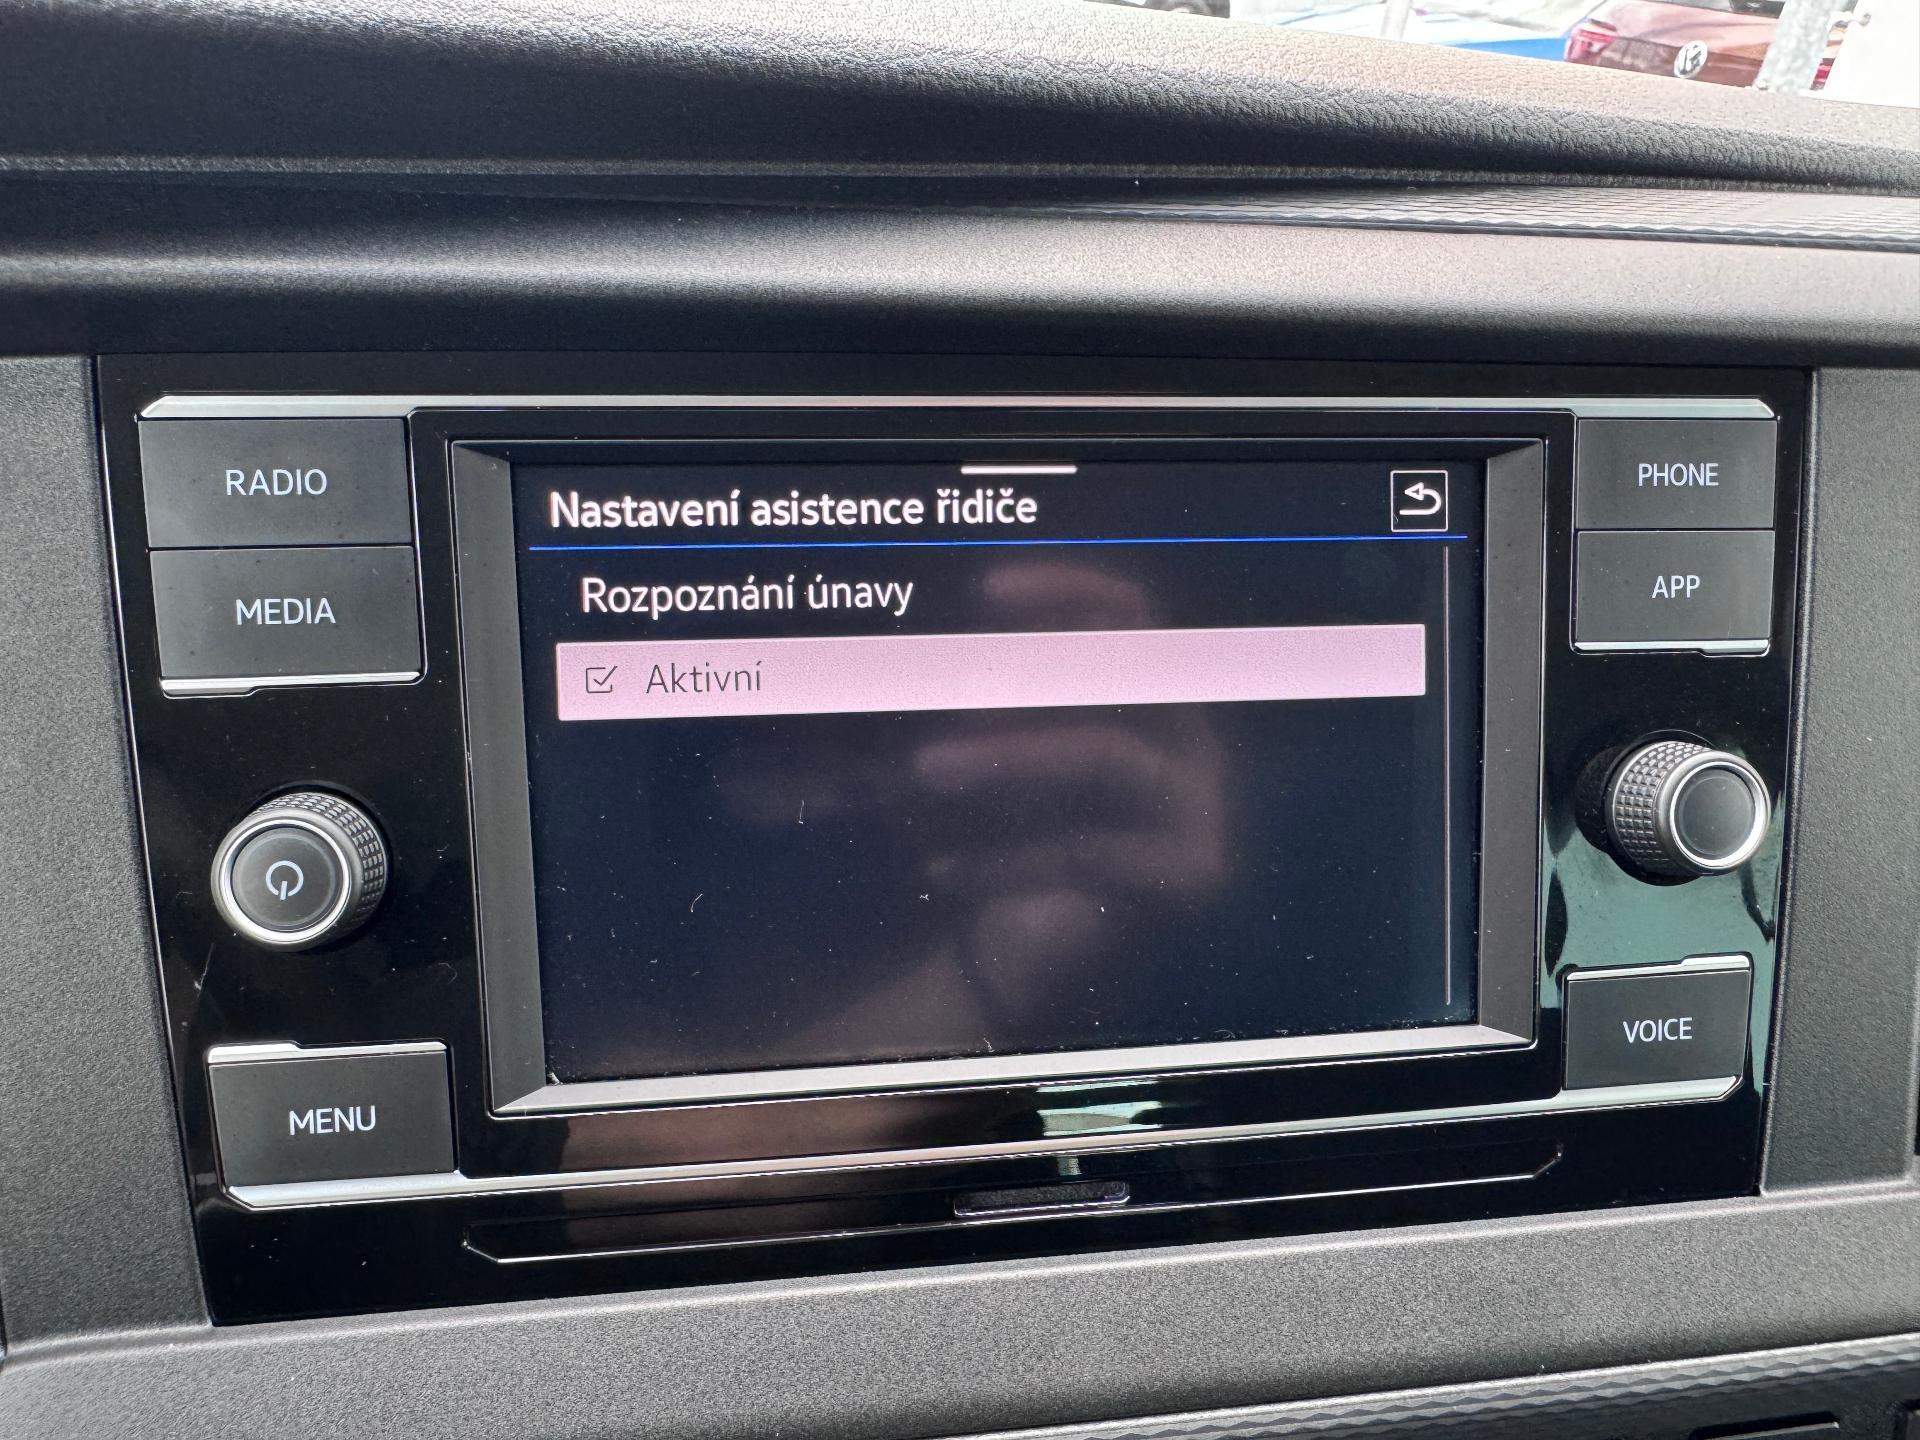 RADIO
MEDIA
MENU
Nastavení asistence řidiče
Rozpoznání únavy
Aktivní
PHONE
APP
VOICE